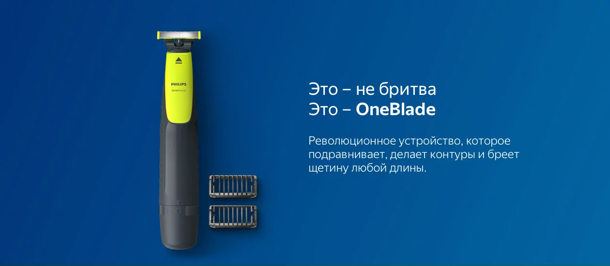 PHILIPS
Это – не бритва
Это – OneBlade
Революционное устройство, которое
подравнивает, делает контуры и бреет
щетину любой длины.